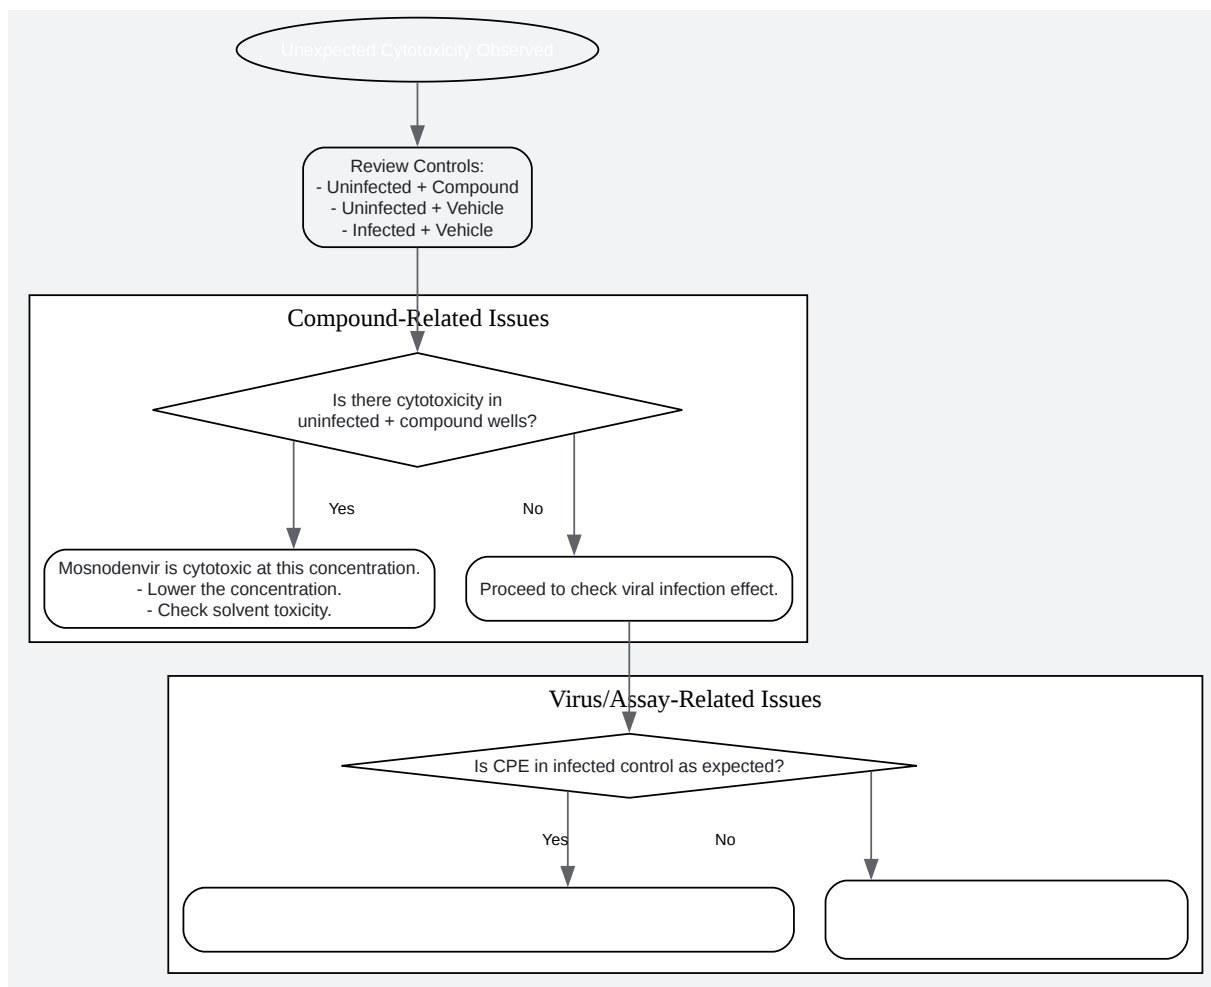 Unexpected Cytotoxicity Observed
Review Controls:
- Uninfected + Compound
- Uninfected + Vehicle
- Infected + Vehicle
Compound-Related Issues
Is there cytotoxicity in
uninfected + compound wells?
Yes
No
Mosnodenvir is cytotoxic at this concentration.
- Lower the concentration.
- Check solvent toxicity.
Proceed to check viral infection effect.
Virus/Assay-Related Issues
Is CPE in infected control as expected?
Yes
No